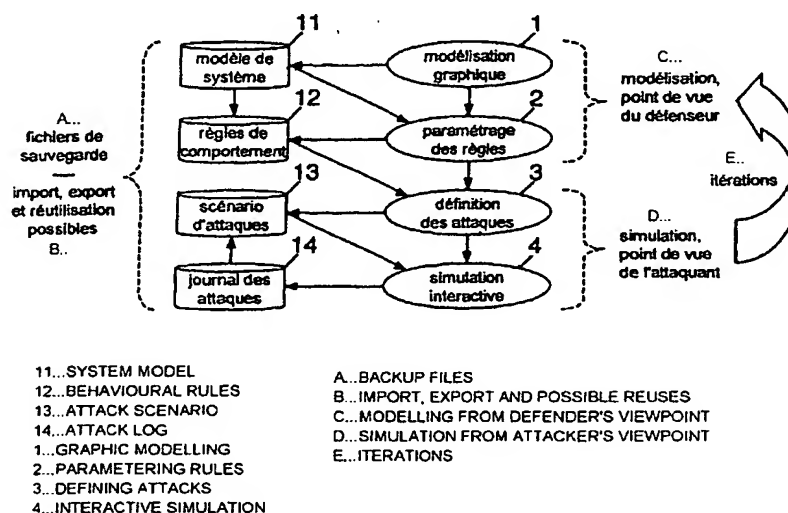 11
modèle de
système
1
modélisation
graphique
C...
modélisation,
point de vue
du défenseur
12
règles de
comportement
2
paramétrage
des règles
A...
fichiers de
sauvegarde
import, export
et réutilisation
possibles
B..
E..
itérations
13
scénario
d'attaques
3
définition
des attaques
D...
simulation,
point de vue
de l'attaquant
14
journal des
attaques
4
simulation
interactive
11...SYSTEM MODEL
12...BEHAVIOURAL RULES
13...ATTACK SCENARIO
14...ATTACK LOG
1...GRAPHIC MODELLING
2...PARAMETERING RULES
3...DEFINING ATTACKS
4...INTERACTIVE SIMULATION
A...BACKUP FILES
B...IMPORT, EXPORT AND POSSIBLE REUSES
C...MODELLING FROM DEFENDER'S VIEWPOINT
D...SIMULATION FROM ATTACKER'S VIEWPOINT
E...ITERATIONS